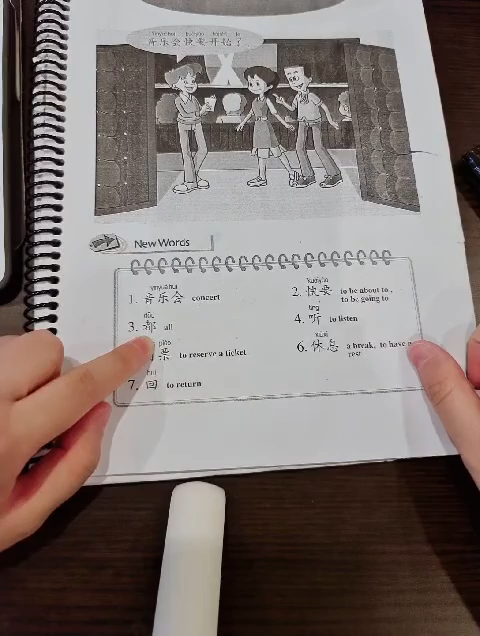 yīnyuèhuì kuàiyào kāishǐ le
音乐会快要开始了
New Words
yīnyuèhuì
1. 音乐会 concert
kuàiyào
2. 快要 to be about to,
to be going to
dōu
3. 都 all
tīng
4. 听 to listen
piào
票 to reserve a ticket
xiūxi
6. 休息 a break, to have a
rest
huí
7. 回 to return